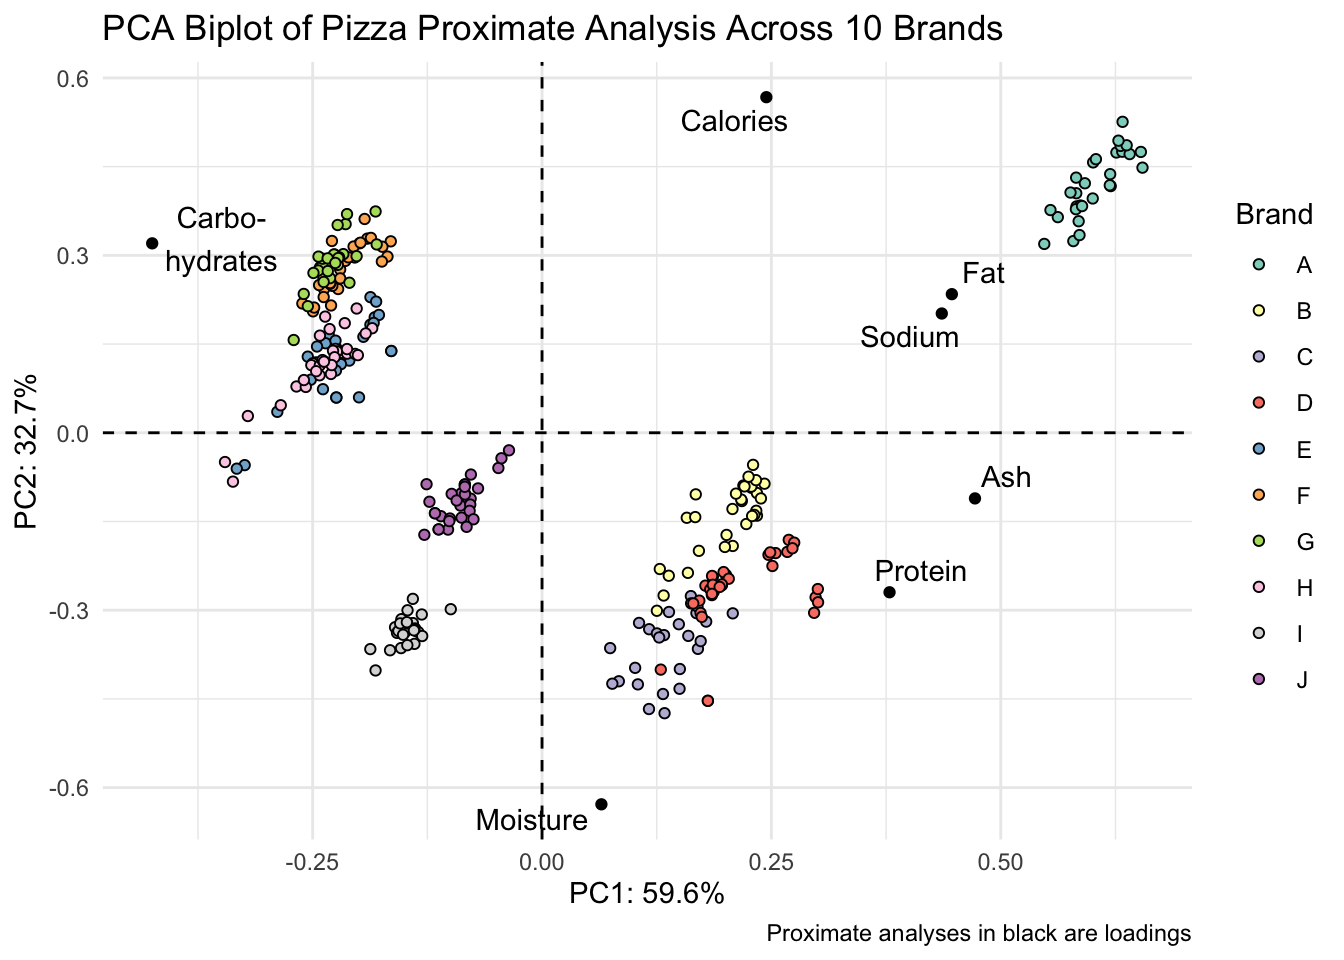 PCA Biplot of Pizza Proximate Analysis Across 10 Brands
0.6
0.3
0.0
-0.3
-0.6
PC2: 32.7%
Calories
Carbo-
hydrates
Fat
Sodium
Ash
Protein
Moisture
-0.25
0.00
0.25
0.50
PC1: 59.6%
Brand
A
B
C
D
E
F
G
H
I
J
Proximate analyses in black are loadings